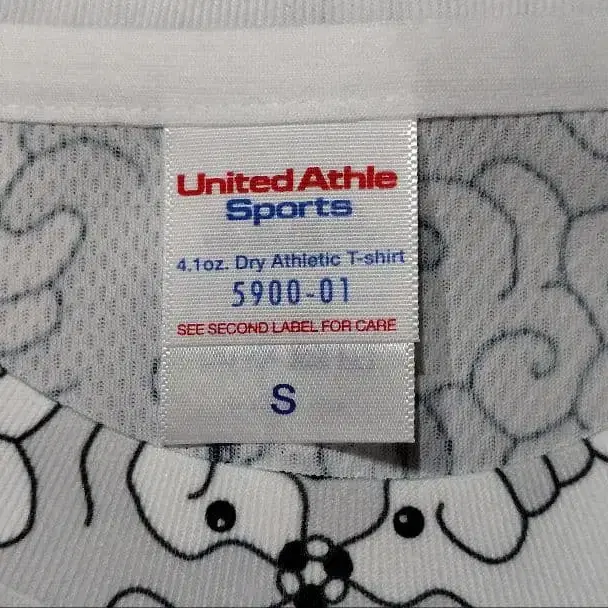 United Athle
Sports
4.1oz. Dry Athletic T-shirt
5900-01
SEE SECOND LABEL FOR CARE
S